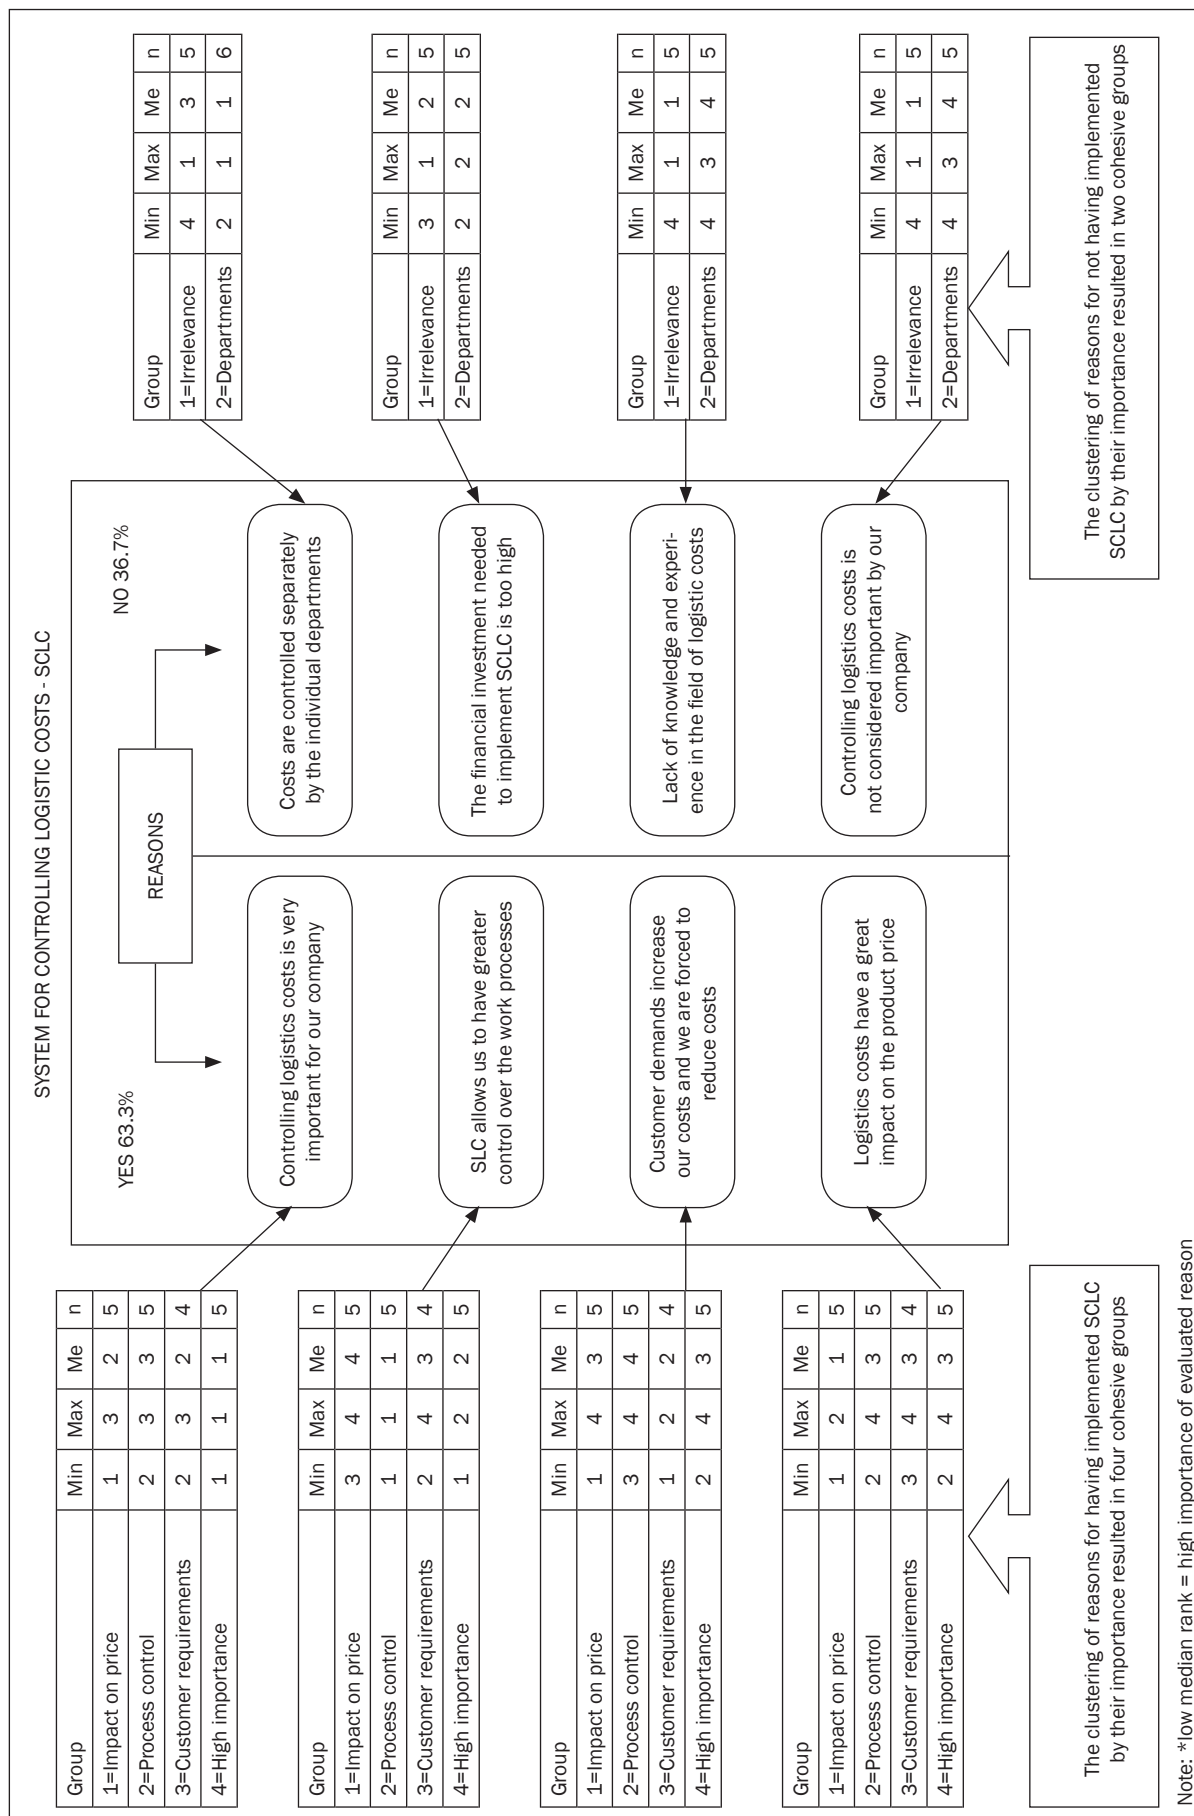 SYSTEM FOR CONTROLLING LOGISTIC COSTS - SCLC
REASONS
YES 63.3%
NO 36.7%
Group Min Max Me n
1=Impact on price 1 3 2 5
2=Process control 2 3 3 5
3=Customer requirements 2 3 2 4
4=High importance 1 1 1 5
Controlling logistics costs is very
important for our company
Costs are controlled separately
by the individual departments
Group Min Max Me n
1=Irrelevance 4 1 3 5
2=Departments 2 1 1 6
Group Min Max Me n
1=Impact on price 3 4 4 5
2=Process control 1 1 1 5
3=Customer requirements 2 4 3 4
4=High importance 1 2 2 5
SLC allows us to have greater
control over the work processes
The financial investment needed
to implement SCLC is too high
Group Min Max Me n
1=Irrelevance 3 1 2 5
2=Departments 2 2 2 5
Group Min Max Me n
1=Impact on price 1 4 3 5
2=Process control 3 4 4 5
3=Customer requirements 1 2 2 4
4=High importance 2 4 3 5
Customer demands increase
our costs and we are forced to
reduce costs
Lack of knowledge and experi-
ence in the field of logistic costs
Group Min Max Me n
1=Irrelevance 4 1 1 5
2=Departments 4 3 4 5
Group Min Max Me n
1=Impact on price 1 2 1 5
2=Process control 2 4 3 5
3=Customer requirements 3 4 3 4
4=High importance 2 4 3 5
Logistics costs have a great
impact on the product price
Controlling logistics costs is
not considered important by our
company
Group Min Max Me n
1=Irrelevance 4 1 1 5
2=Departments 4 3 4 5
The clustering of reasons for having implemented SCLC
by their importance resulted in four cohesive groups
The clustering of reasons for not having implemented
SCLC by their importance resulted in two cohesive groups
Note: *low median rank = high importance of evaluated reason